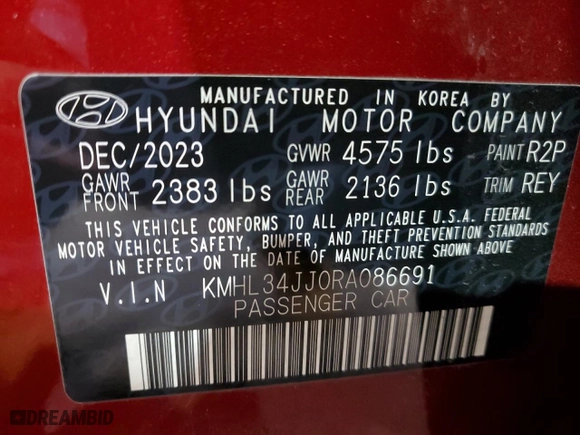 MANUFACTURED IN KOREA BY
HYUNDAI MOTOR COMPANY
DEC/2023 GVWR 4575 lbs PAINT R2P
GAWR FRONT 2383 lbs GAWR REAR 2136 lbs TRIM REY
THIS VEHICLE CONFORMS TO ALL APPLICABLE U.S.A. FEDERAL
MOTOR VEHICLE SAFETY, BUMPER, AND THEFT PREVENTION STANDARDS
IN EFFECT ON THE DATE OF MANUFACTURE SHOWN ABOVE
V.I.N KMHL34JJ0RA086691
PASSENGER CAR
DREAMBID